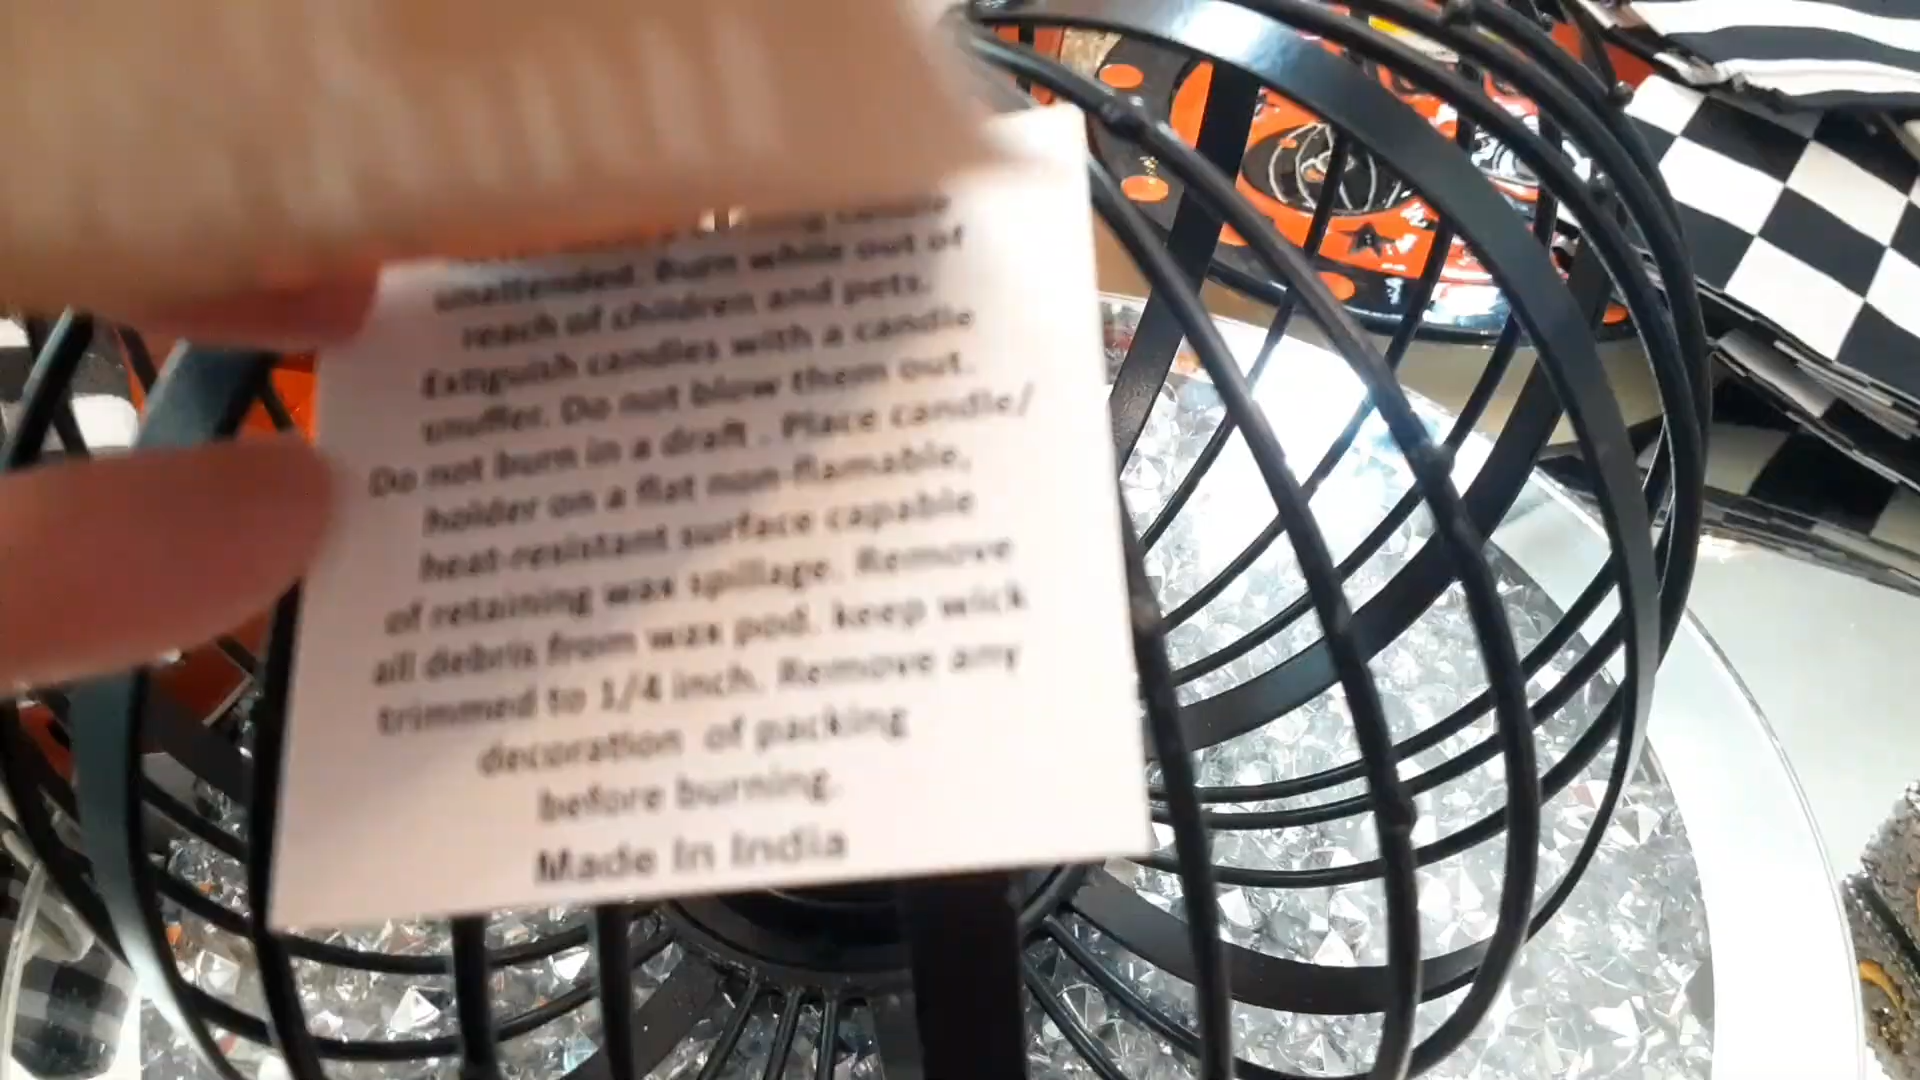 unattended. Burn while out of
reach of children and pets.
Extiguish candles with a candle
snuffer. Do not blow them out.
Do not burn in a draft . Place candle/
holder on a flat non-flamable,
heat-resistant surface capable
of retaining wax spillage. Remove
all debris from wax pod. keep wick
trimmed to 1/4 inch. Remove any
decoration of packing
before burning.
Made In India